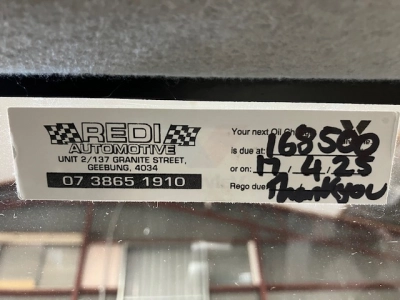 REDI
AUTOMOTIVE
UNIT 2/137 GRANITE STREET,
GEEBUNG, 4034
07 3865 1910
Your next Oil
is due at: 168500
or on: 17/4/25
Rego due: Thankyou